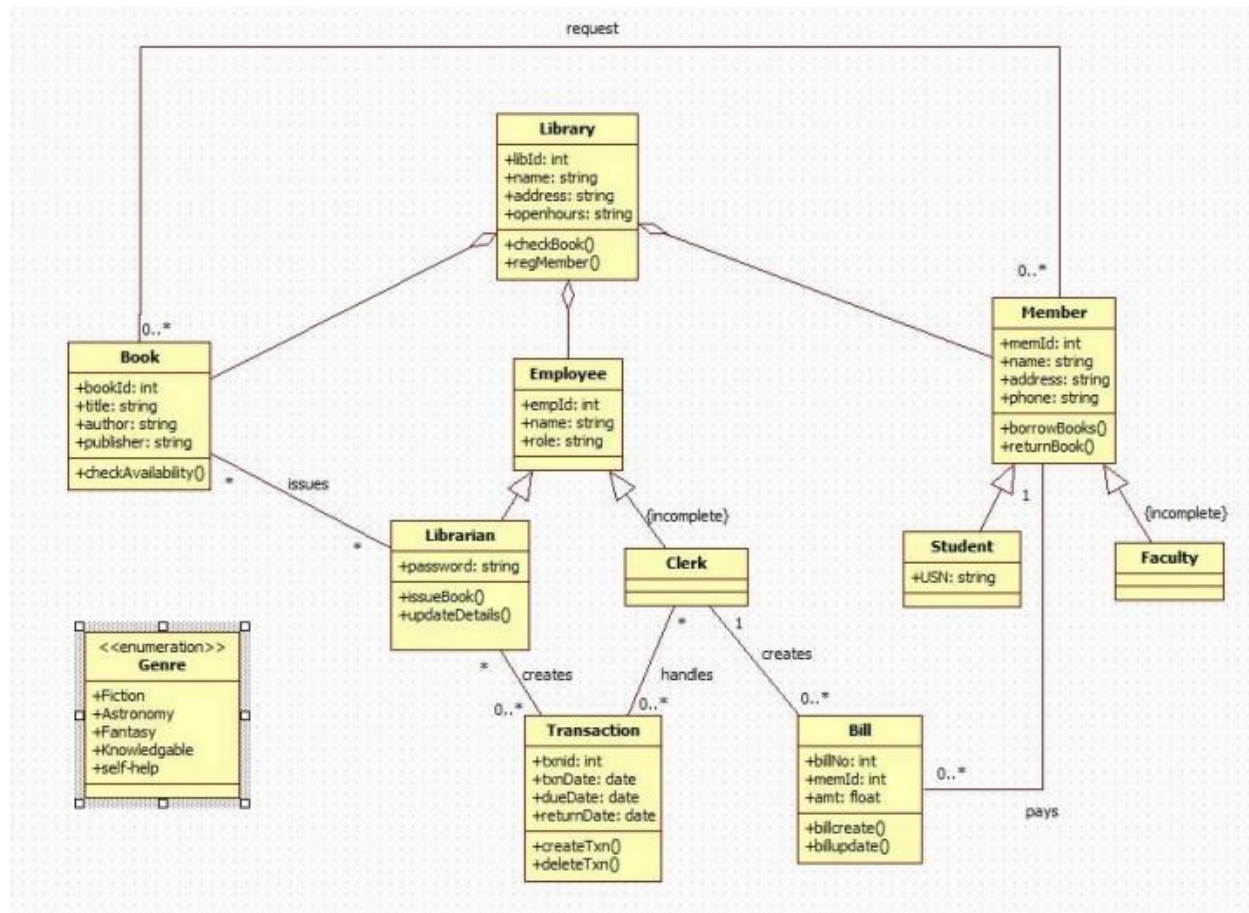 request
Library
+libId: int
+name: string
+address: string
+openhours: string
+checkBook()
+regMember()
0..*
Member
+memId: int
+name: string
+address: string
+phone: string
+borrowBooks()
+returnBook()
0..*
Book
+bookId: int
+title: string
+author: string
+publisher: string
+checkAvailability()
Employee
+empId: int
+name: string
+role: string
*
issues
*
{incomplete}
1
{incomplete}
Librarian
+password: string
+issueBook()
+updateDetails()
Clerk
Student
+USN: string
Faculty
<<enumeration>>
Genre
+Fiction
+Astronomy
+Fantasy
+Knowledgable
+self-help
*
creates
0..*
*
handles
0..*
1
creates
0..*
Transaction
+txnid: int
+txnDate: date
+dueDate: date
+returnDate: date
+createTxn()
+deleteTxn()
Bill
+billNo: int
+memId: int
+amt: float
+billcreate()
+billupdate()
0..*
pays